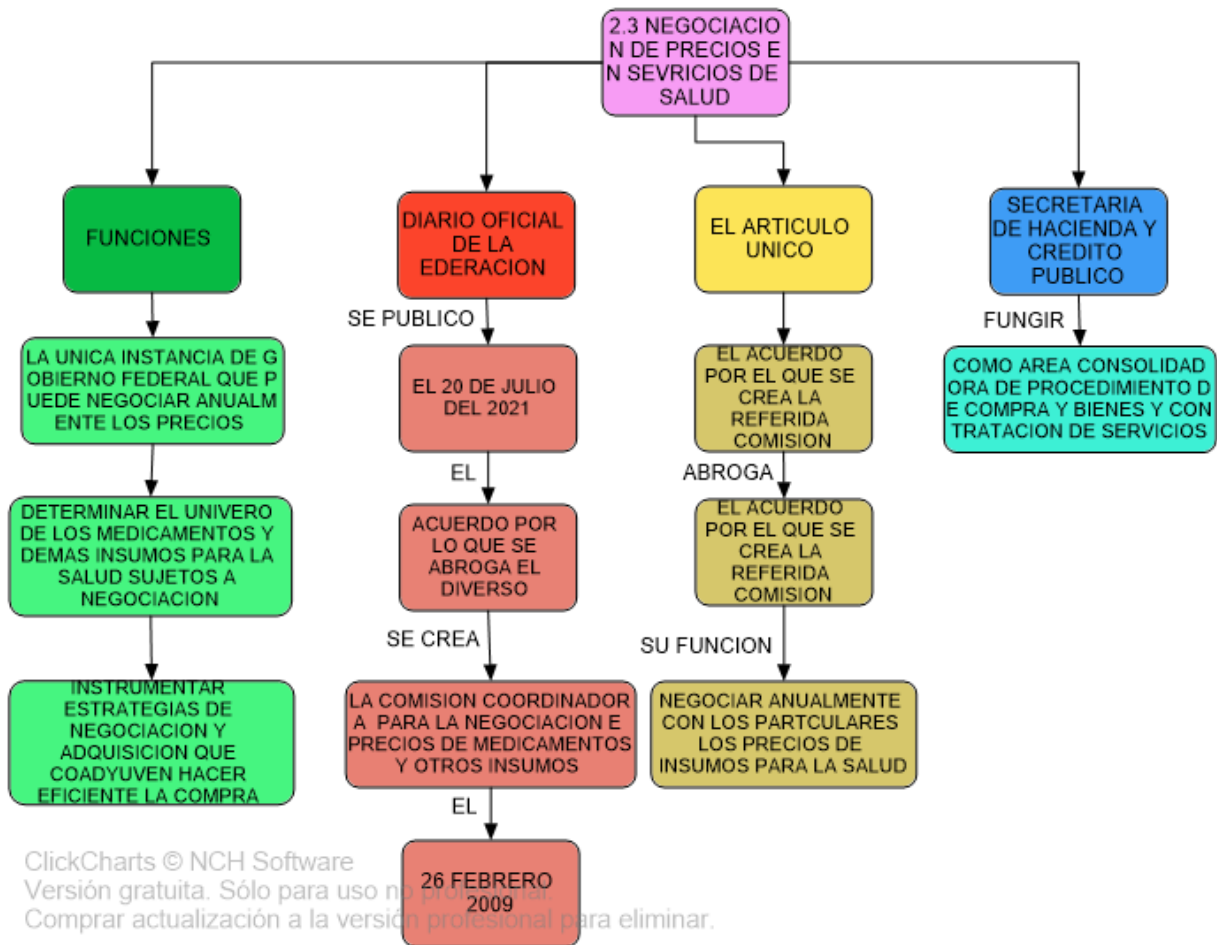 2.3 NEGOCIACIO
N DE PRECIOS E
N SEVRICIOS DE
SALUD
FUNCIONES
LA UNICA INSTANCIA DE G
OBIERNO FEDERAL QUE P
UEDE NEGOCIAR ANUALM
ENTE LOS PRECIOS
DETERMINAR EL UNIVERO
DE LOS MEDICAMENTOS Y
DEMAS INSUMOS PARA LA
SALUD SUJETOS A
NEGOCIACION
INSTRUMENTAR
ESTRATEGIAS DE
NEGOCIACION Y
ADQUISICION QUE
COADYUVEN HACER
EFICIENTE LA COMPRA
DIARIO OFICIAL
DE LA
EDERACION
SE PUBLICO
EL 20 DE JULIO
DEL 2021
EL
ACUERDO POR
LO QUE SE
ABROGA EL
DIVERSO
SE CREA
LA COMISION COORDINADOR
A PARA LA NEGOCIACION E
PRECIOS DE MEDICAMENTOS
Y OTROS INSUMOS
EL
26 FEBRERO
2009
EL ARTICULO
UNICO
EL ACUERDO
POR EL QUE SE
CREA LA
REFERIDA
COMISION
ABROGA
EL ACUERDO
POR EL QUE SE
CREA LA
REFERIDA
COMISION
SU FUNCION
NEGOCIAR ANUALMENTE
CON LOS PARTCULARES
LOS PRECIOS DE
INSUMOS PARA LA SALUD
SECRETARIA
DE HACIENDA Y
CREDITO
PUBLICO
FUNGIR
COMO AREA CONSOLIDAD
ORA DE PROCEDIMIENTO D
E COMPRA Y BIENES Y CON
TRATACION DE SERVICIOS
ClickCharts © NCH Software
Versión gratuita. Sólo para uso no profesional.
Comprar actualización a la versión profesional para eliminar.